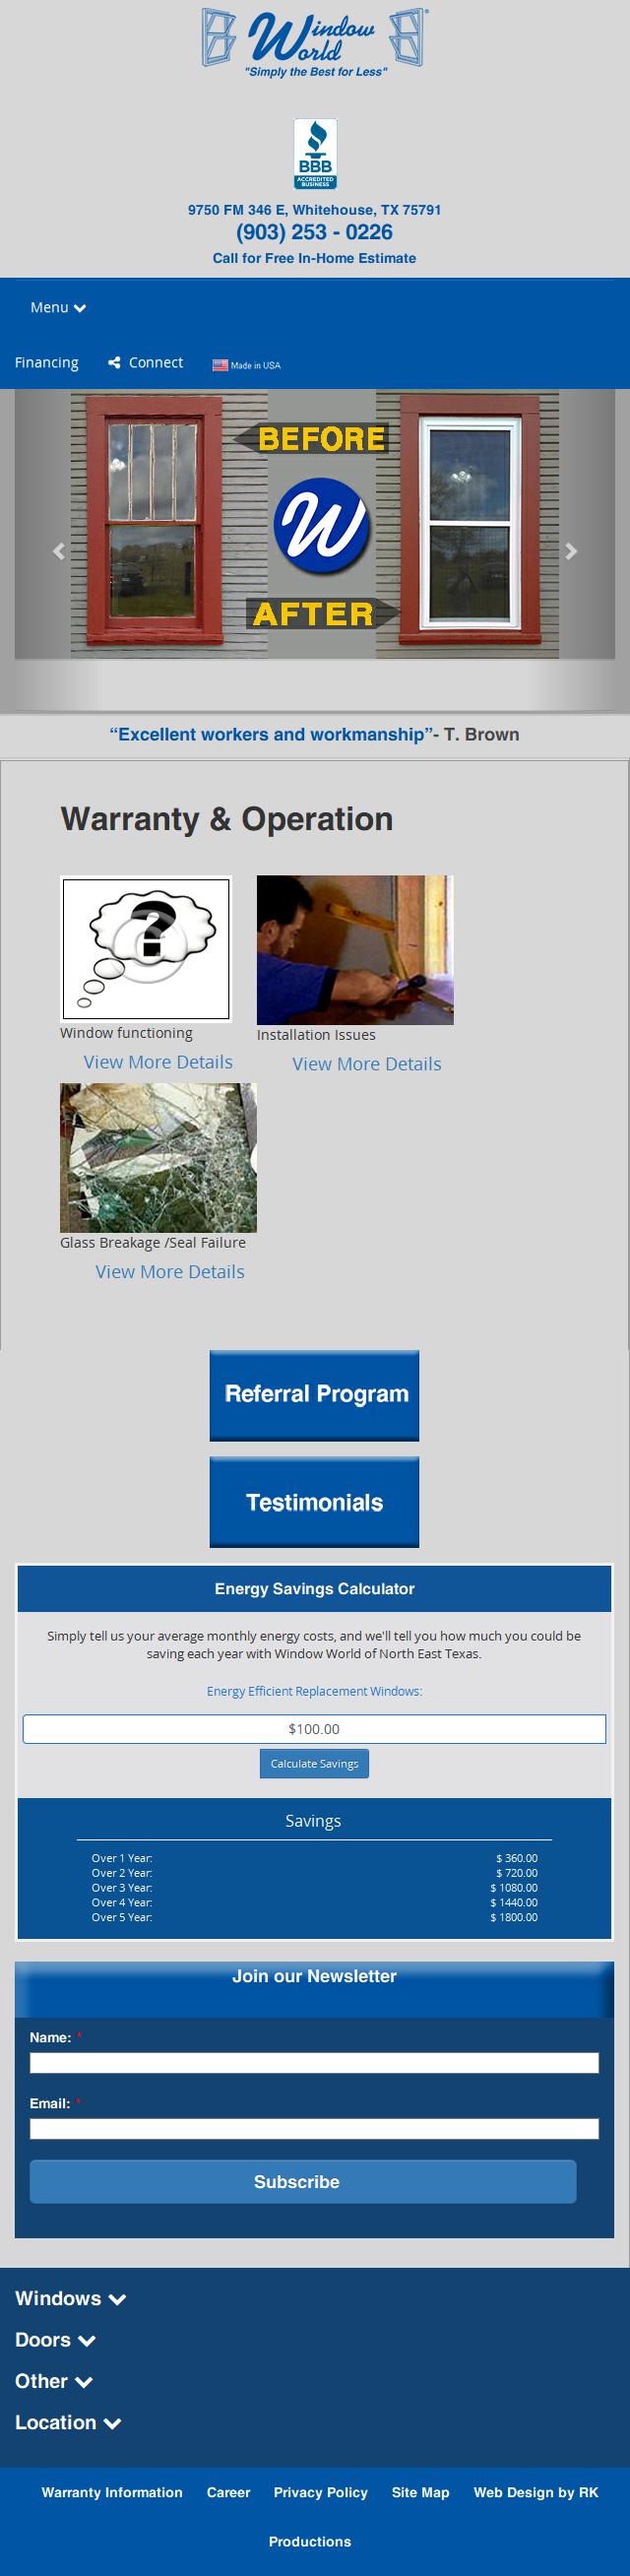 Window World®
"Simply the Best for Less"
BBB
ACCREDITED
BUSINESS
9750 FM 346 E, Whitehouse, TX 75791
(903) 253 - 0226
Call for Free In-Home Estimate
Menu
Financing Connect Made in USA
BEFORE
W
AFTER
“Excellent workers and workmanship”- T. Brown
Warranty & Operation
?
Window functioning
View More Details
Installation Issues
View More Details
Glass Breakage /Seal Failure
View More Details
Referral Program
Testimonials
Energy Savings Calculator
Simply tell us your average monthly energy costs, and we'll tell you how much you could be
saving each year with Window World of North East Texas.
Energy Efficient Replacement Windows:
$100.00
Calculate Savings
Savings
Over 1 Year: $ 360.00
Over 2 Year: $ 720.00
Over 3 Year: $ 1080.00
Over 4 Year: $ 1440.00
Over 5 Year: $ 1800.00
Join our Newsletter
Name: *
Email: *
Subscribe
Windows
Doors
Other
Location
Warranty Information Career Privacy Policy Site Map Web Design by RK
Productions